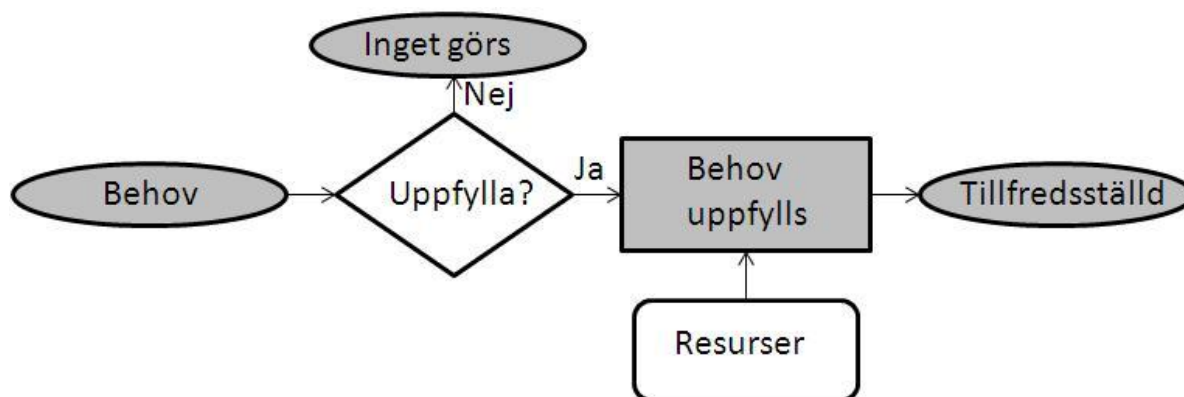 Inget görs
Nej
Behov
Uppfylla?
Ja
Behov
uppfylls
Tillfredsställd
Resurser